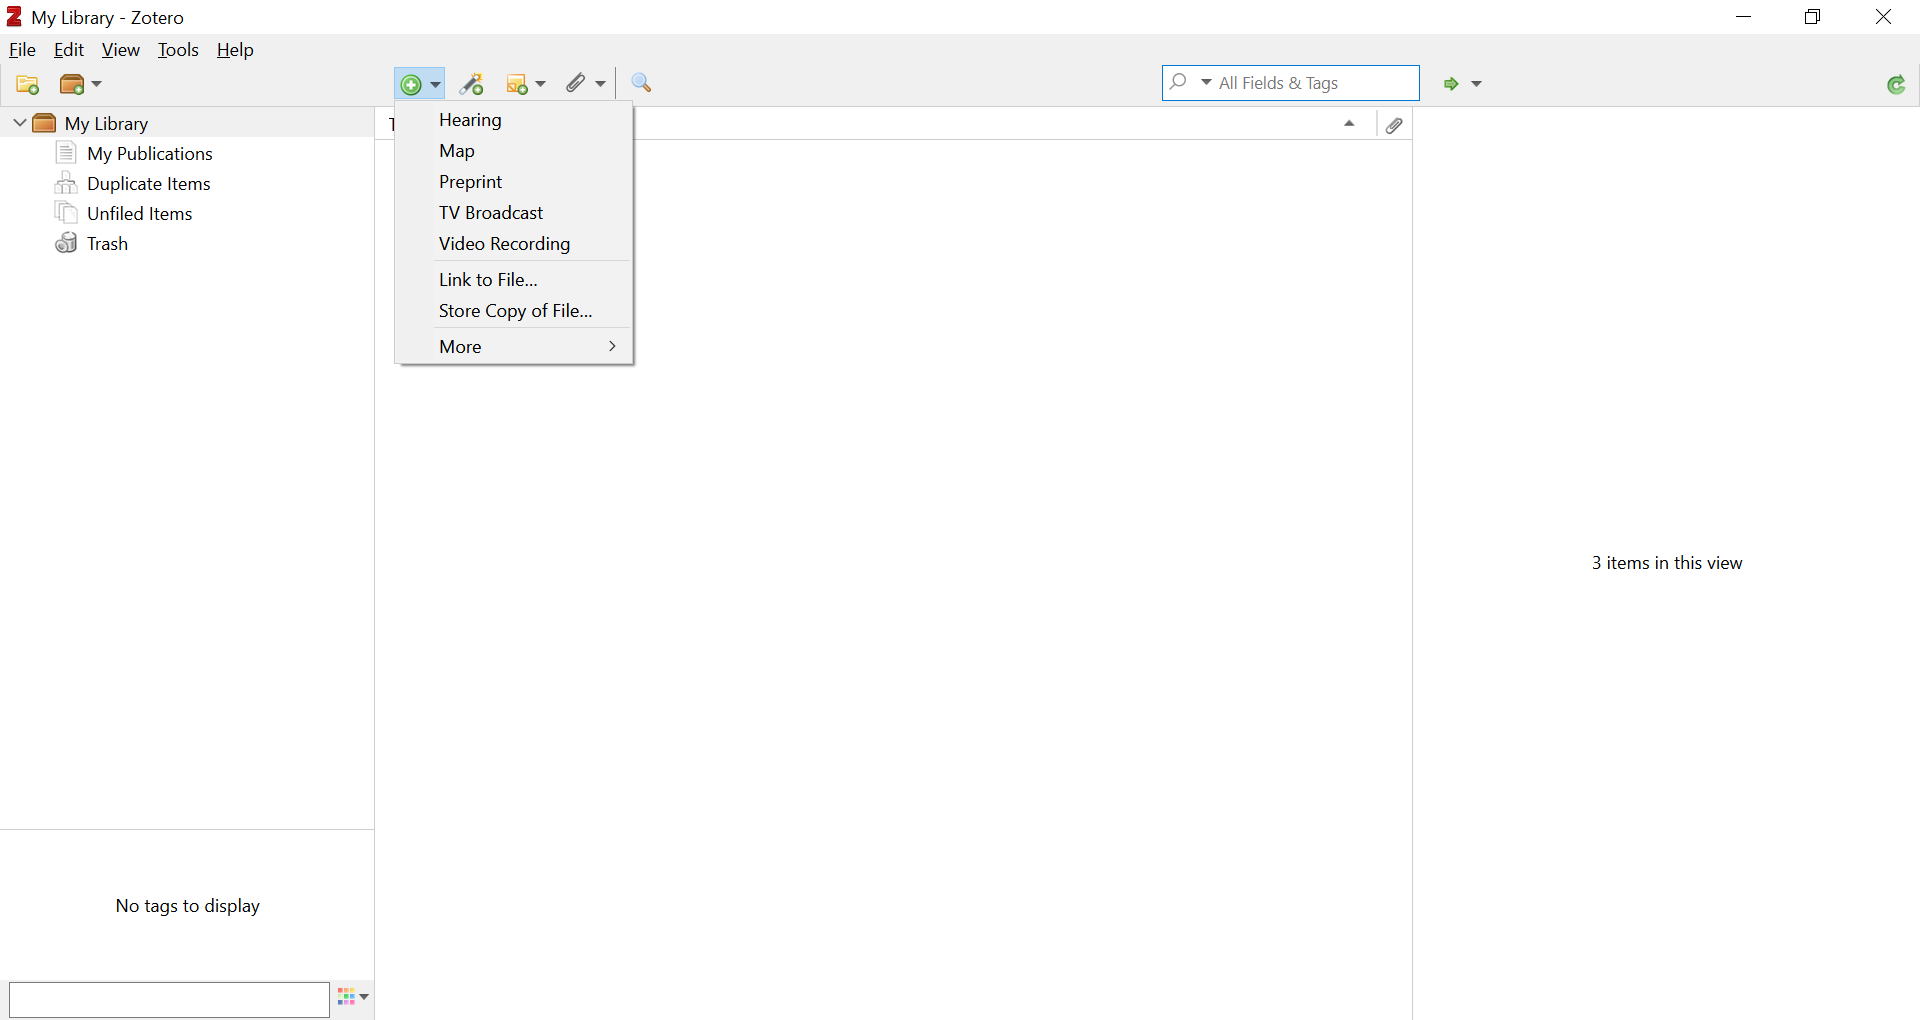 My Library - Zotero
File Edit View Tools Help
All Fields & Tags
My Library
My Publications
Duplicate Items
Unfiled Items
Trash
Hearing
Map
Preprint
TV Broadcast
Video Recording
Link to File...
Store Copy of File...
More
3 items in this view
No tags to display